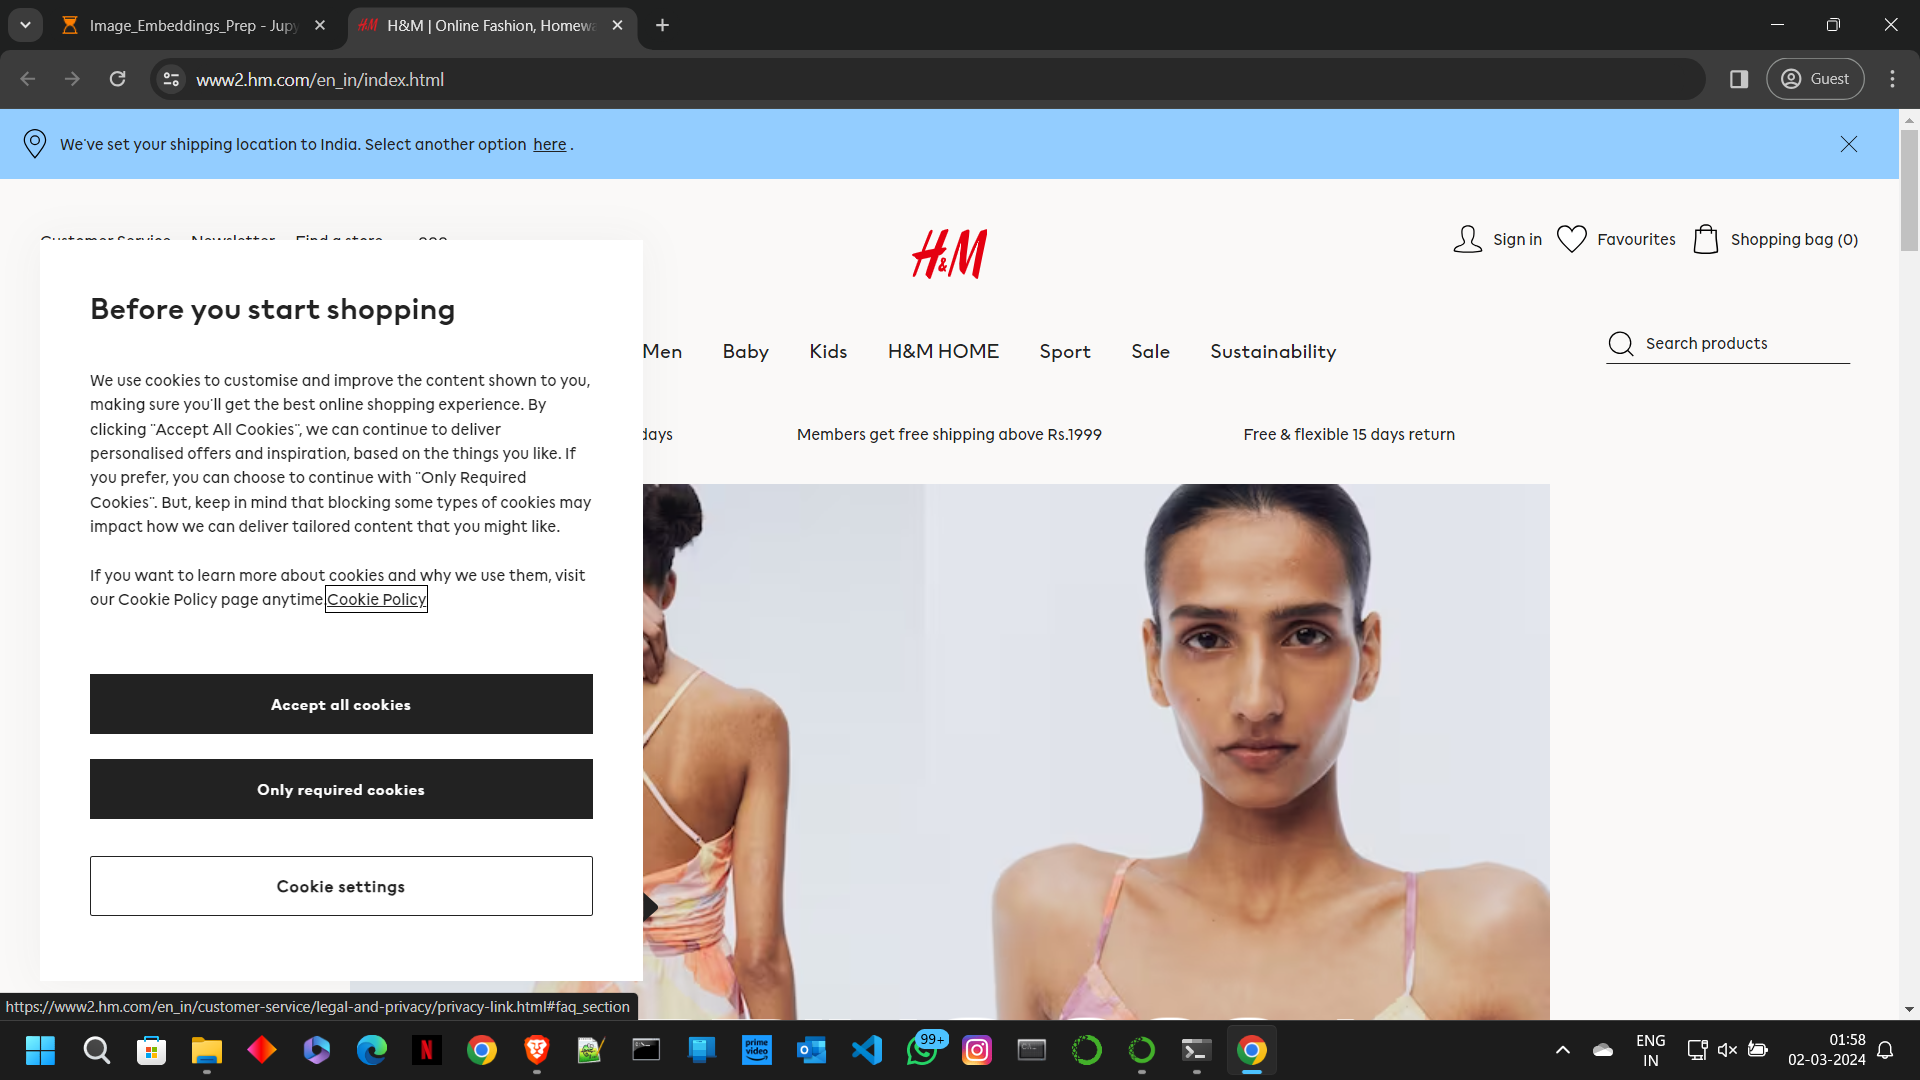 Image_Embeddings_Prep - Jupy
H&M | Online Fashion, Homewa
www2.hm.com/en_in/index.html
Guest
We've set your shipping location to India. Select another option here .
Customer Service Newsletter Find a store
H&M
Sign in
Favourites
Shopping bag (0)
Men Baby Kids H&M HOME Sport Sale Sustainability
Search products
days
Members get free shipping above Rs.1999
Free & flexible 15 days return
Before you start shopping
We use cookies to customise and improve the content shown to you,
making sure you'll get the best online shopping experience. By
clicking "Accept All Cookies", we can continue to deliver
personalised offers and inspiration, based on the things you like. If
you prefer, you can choose to continue with "Only Required
Cookies". But, keep in mind that blocking some types of cookies may
impact how we can deliver tailored content that you might like.
If you want to learn more about cookies and why we use them, visit
our Cookie Policy page anytime Cookie Policy
Accept all cookies
Only required cookies
Cookie settings
https://www2.hm.com/en_in/customer-service/legal-and-privacy/privacy-link.html#faq_section
prime video
99+
ENG
IN
01:58
02-03-2024